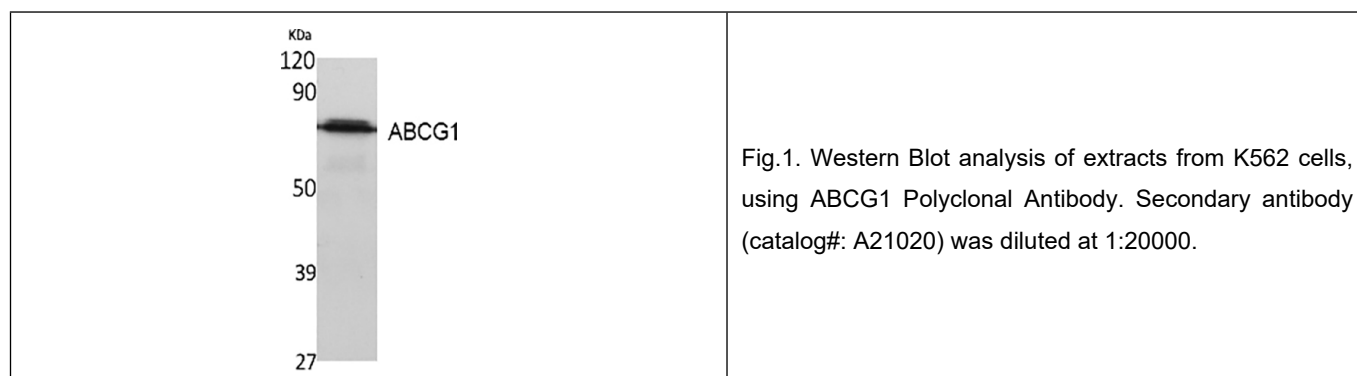 KDa
120
90
ABCG1
50
39
27
Fig.1. Western Blot analysis of extracts from K562 cells,
using ABCG1 Polyclonal Antibody. Secondary antibody
(catalog#: A21020) was diluted at 1:20000.